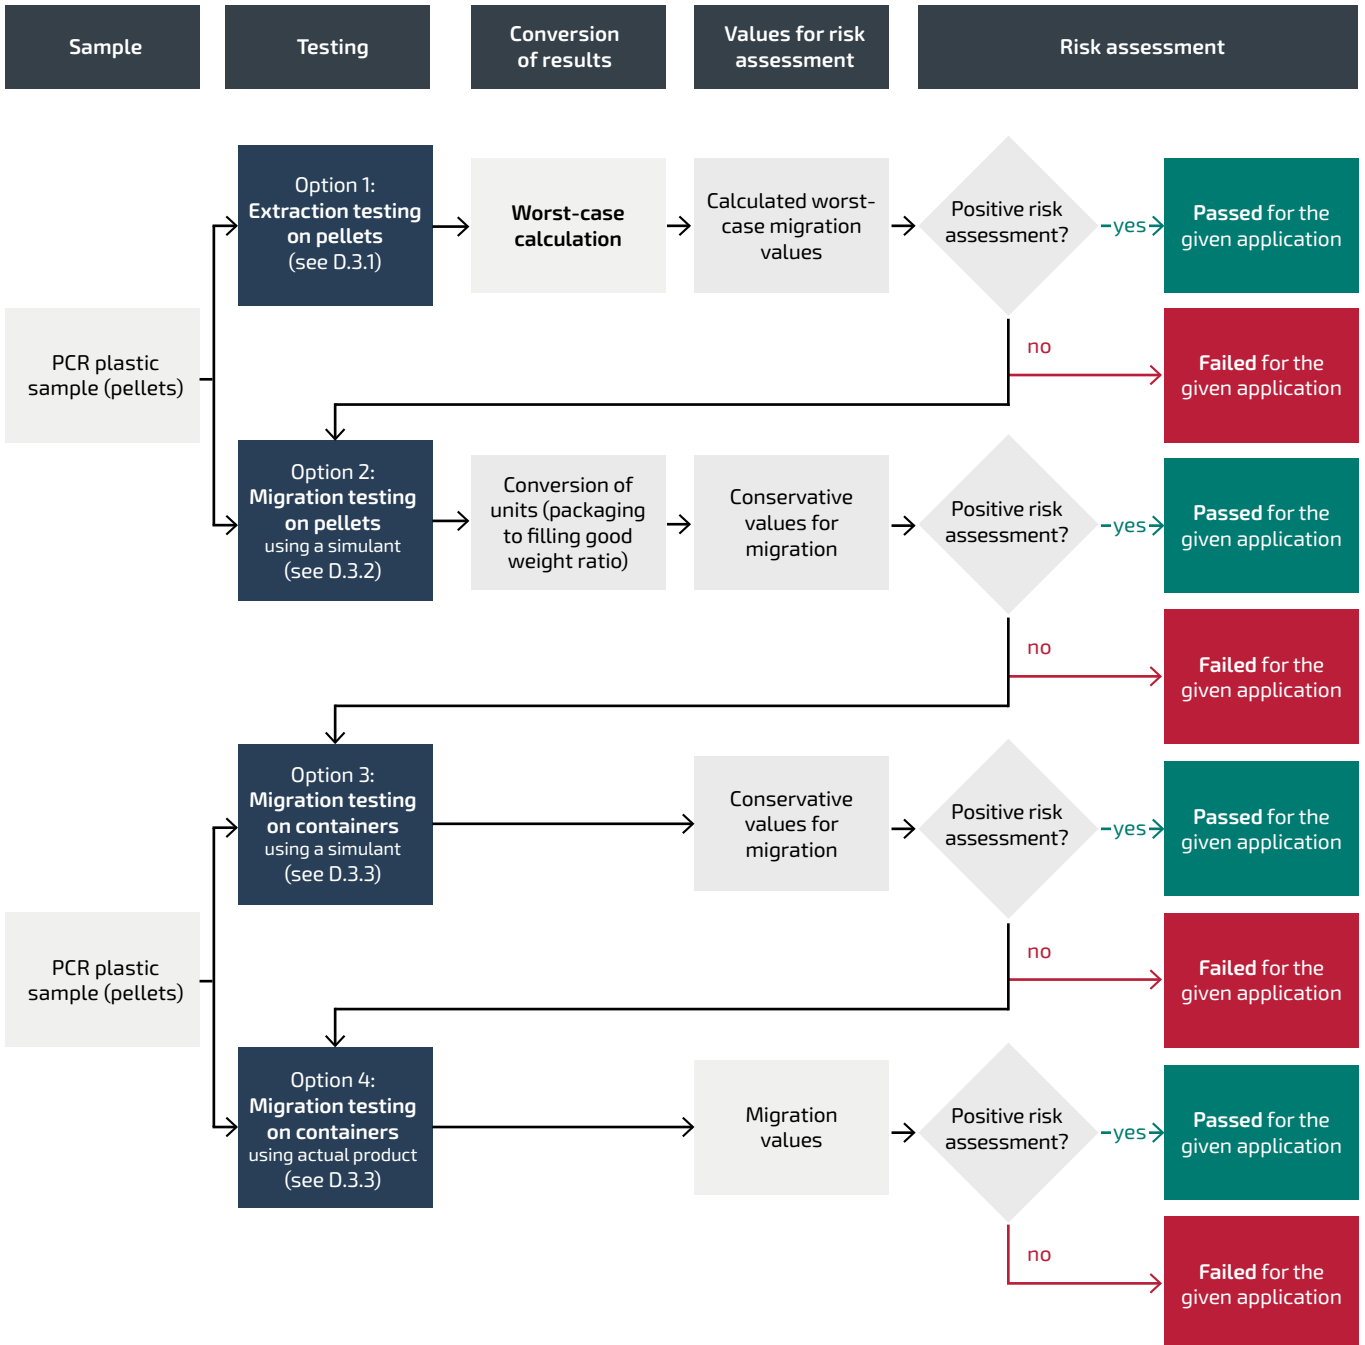 Sample
Testing
Conversion
of results
Values for risk
assessment
Risk assessment
Option 1:
Extraction testing
on pellets
(see D.3.1)
Worst-case
calculation
Calculated worst-
case migration
values
Positive risk
assessment?
yes
Passed for the
given application
PCR plastic
sample (pellets)
no
Failed for the
given application
Option 2:
Migration testing
on pellets
using a simulant
(see D.3.2)
Conversion of
units (packaging
to filling good
weight ratio)
Conservative
values for
migration
Positive risk
assessment?
yes
Passed for the
given application
no
Failed for the
given application
Option 3:
Migration testing
on containers
using a simulant
(see D.3.3)
Conservative
values for
migration
Positive risk
assessment?
yes
Passed for the
given application
PCR plastic
sample (pellets)
no
Failed for the
given application
Option 4:
Migration testing
on containers
using actual product
(see D.3.3)
Migration
values
Positive risk
assessment?
yes
Passed for the
given application
no
Failed for the
given application